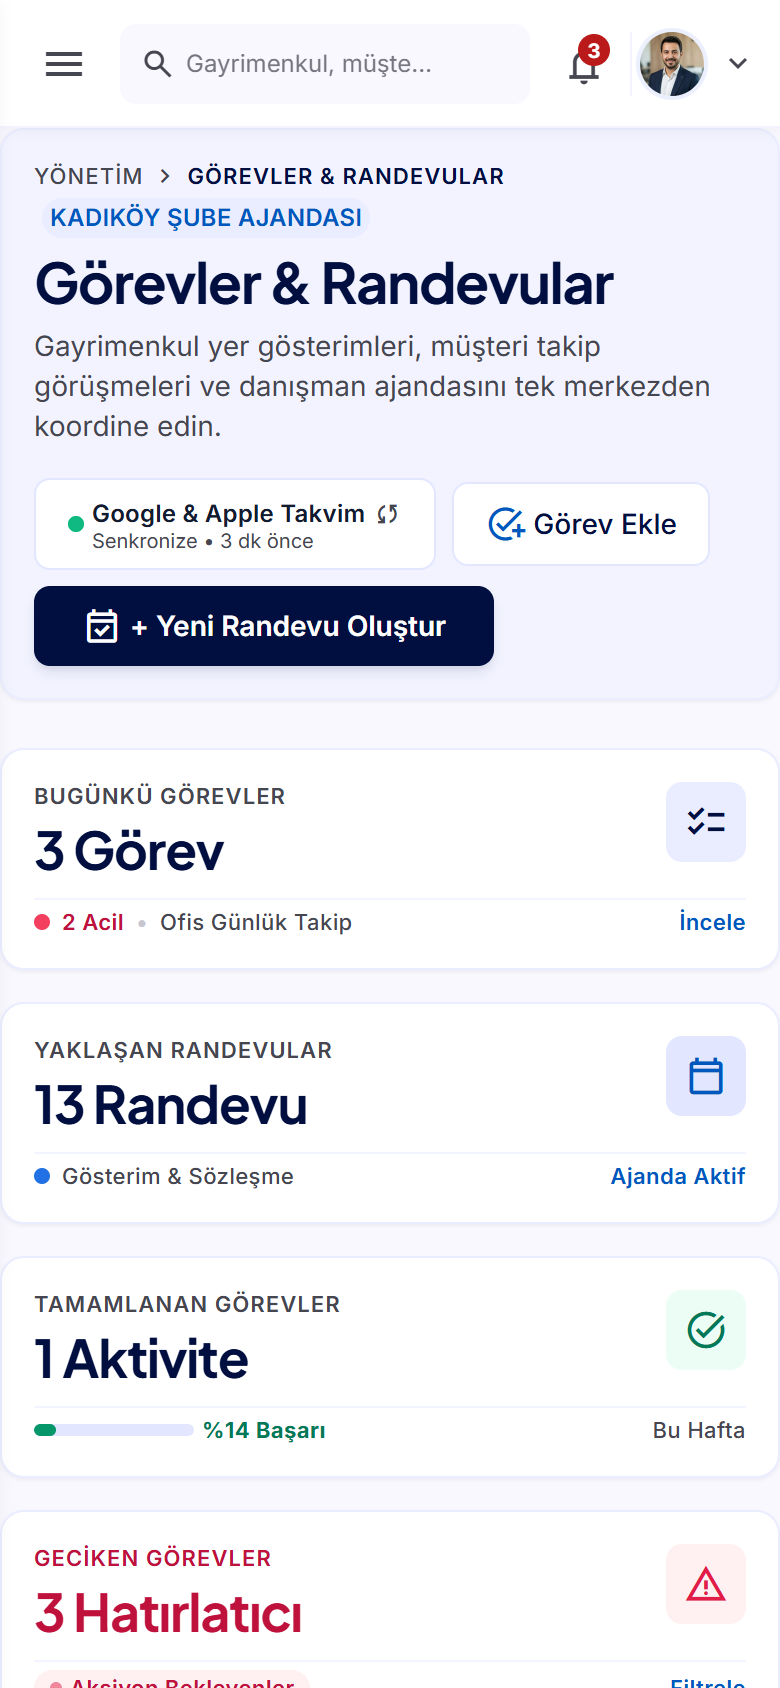 Gayrimenkul, müşte...
3
YÖNETİM > GÖREVLER & RANDEVULAR
KADIKÖY ŞUBE AJANDASI
Görevler & Randevular
Gayrimenkul yer gösterimleri, müşteri takip
görüşmeleri ve danışman ajandasını tek merkezden
koordine edin.
Google & Apple Takvim
Senkronize • 3 dk önce
Görev Ekle
+ Yeni Randevu Oluştur
BUGÜNKÜ GÖREVLER
3 Görev
2 Acil • Ofis Günlük Takip
İncele
YAKLAŞAN RANDEVULAR
13 Randevu
Gösterim & Sözleşme
Ajanda Aktif
TAMAMLANAN GÖREVLER
1 Aktivite
%14 Başarı
Bu Hafta
GECİKEN GÖREVLER
3 Hatırlatıcı
Aksiyon Bekleyenler
Filtrele